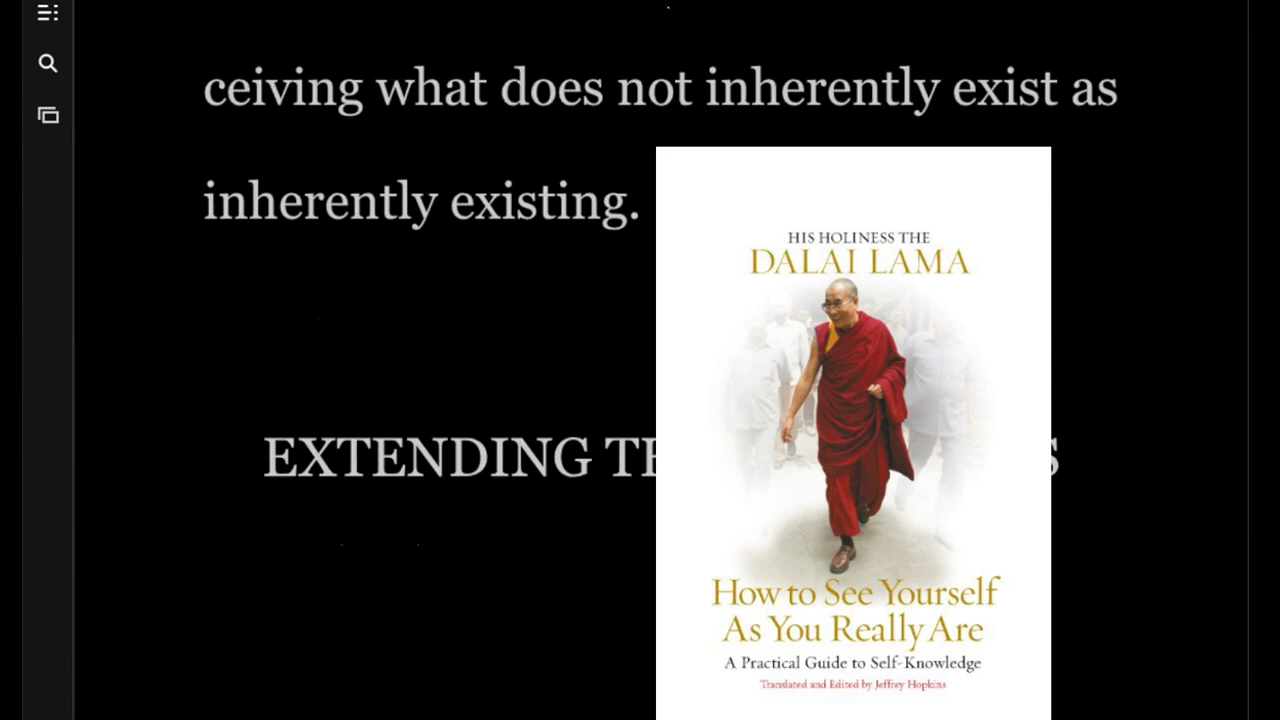 ceiving what does not inherently exist as
inherently existing.
HIS HOLINESS THE
DALAI LAMA
EXTENDING
How to See Yourself
As You Really Are
A Practical Guide to Self-Knowledge
Translated and Edited by Jeffrey Hopkins